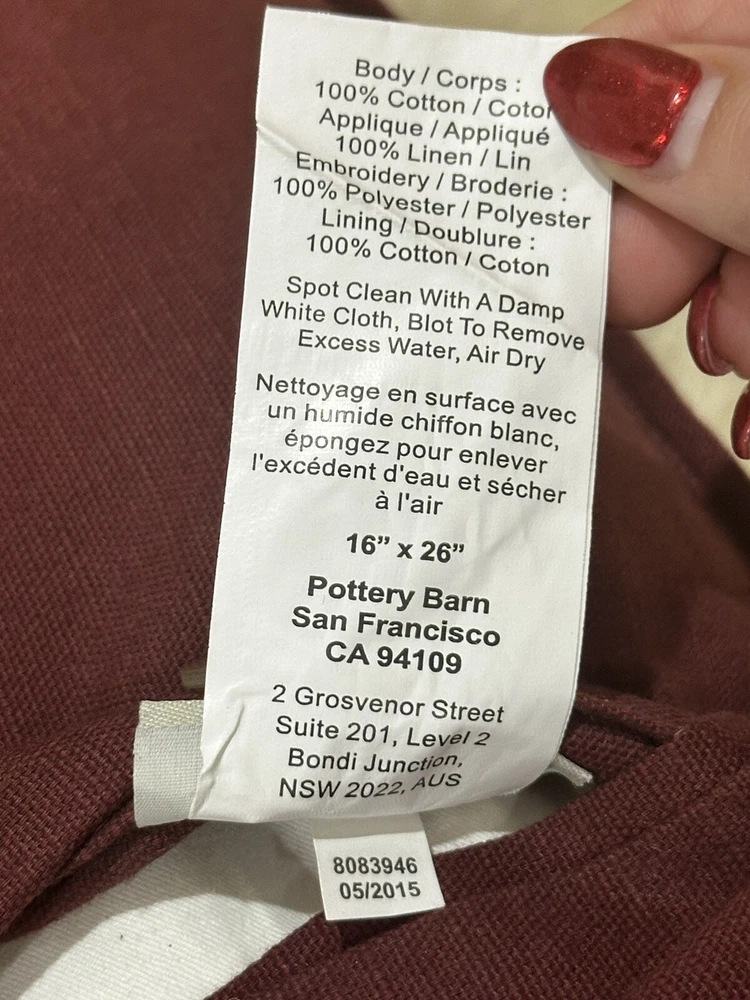 Body / Corps :
100% Cotton / Coton
Applique / Appliqué
100% Linen / Lin
Embroidery / Broderie :
100% Polyester / Polyester
Lining / Doublure :
100% Cotton / Coton
Spot Clean With A Damp
White Cloth, Blot To Remove
Excess Water, Air Dry
Nettoyage en surface avec
un humide chiffon blanc,
épongez pour enlever
l'excédent d'eau et sécher
à l'air
16” x 26”
Pottery Barn
San Francisco
CA 94109
2 Grosvenor Street
Suite 201, Level 2
Bondi Junction,
NSW 2022, AUS
8083946
05/2015